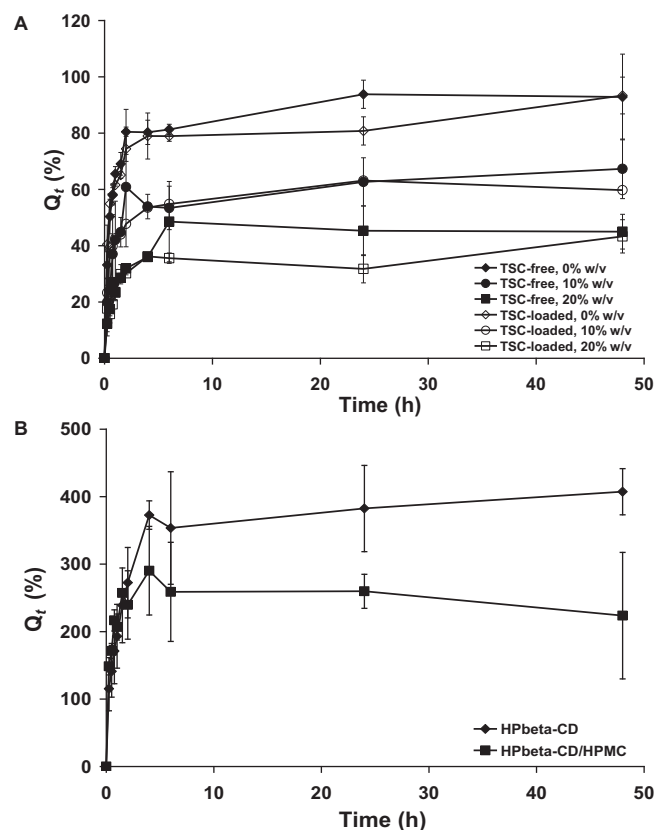 A
120
100
80
60
40
20
0
Qt (%)
TSC-free, 0% w/v
TSC-free, 10% w/v
TSC-free, 20% w/v
TSC-loaded, 0% w/v
TSC-loaded, 10% w/v
TSC-loaded, 20% w/v
0 10 20 30 40 50
Time (h)
B
500
400
300
200
100
0
Qt (%)
HPbeta-CD
HPbeta-CD/HPMC
0 10 20 30 40 50
Time (h)